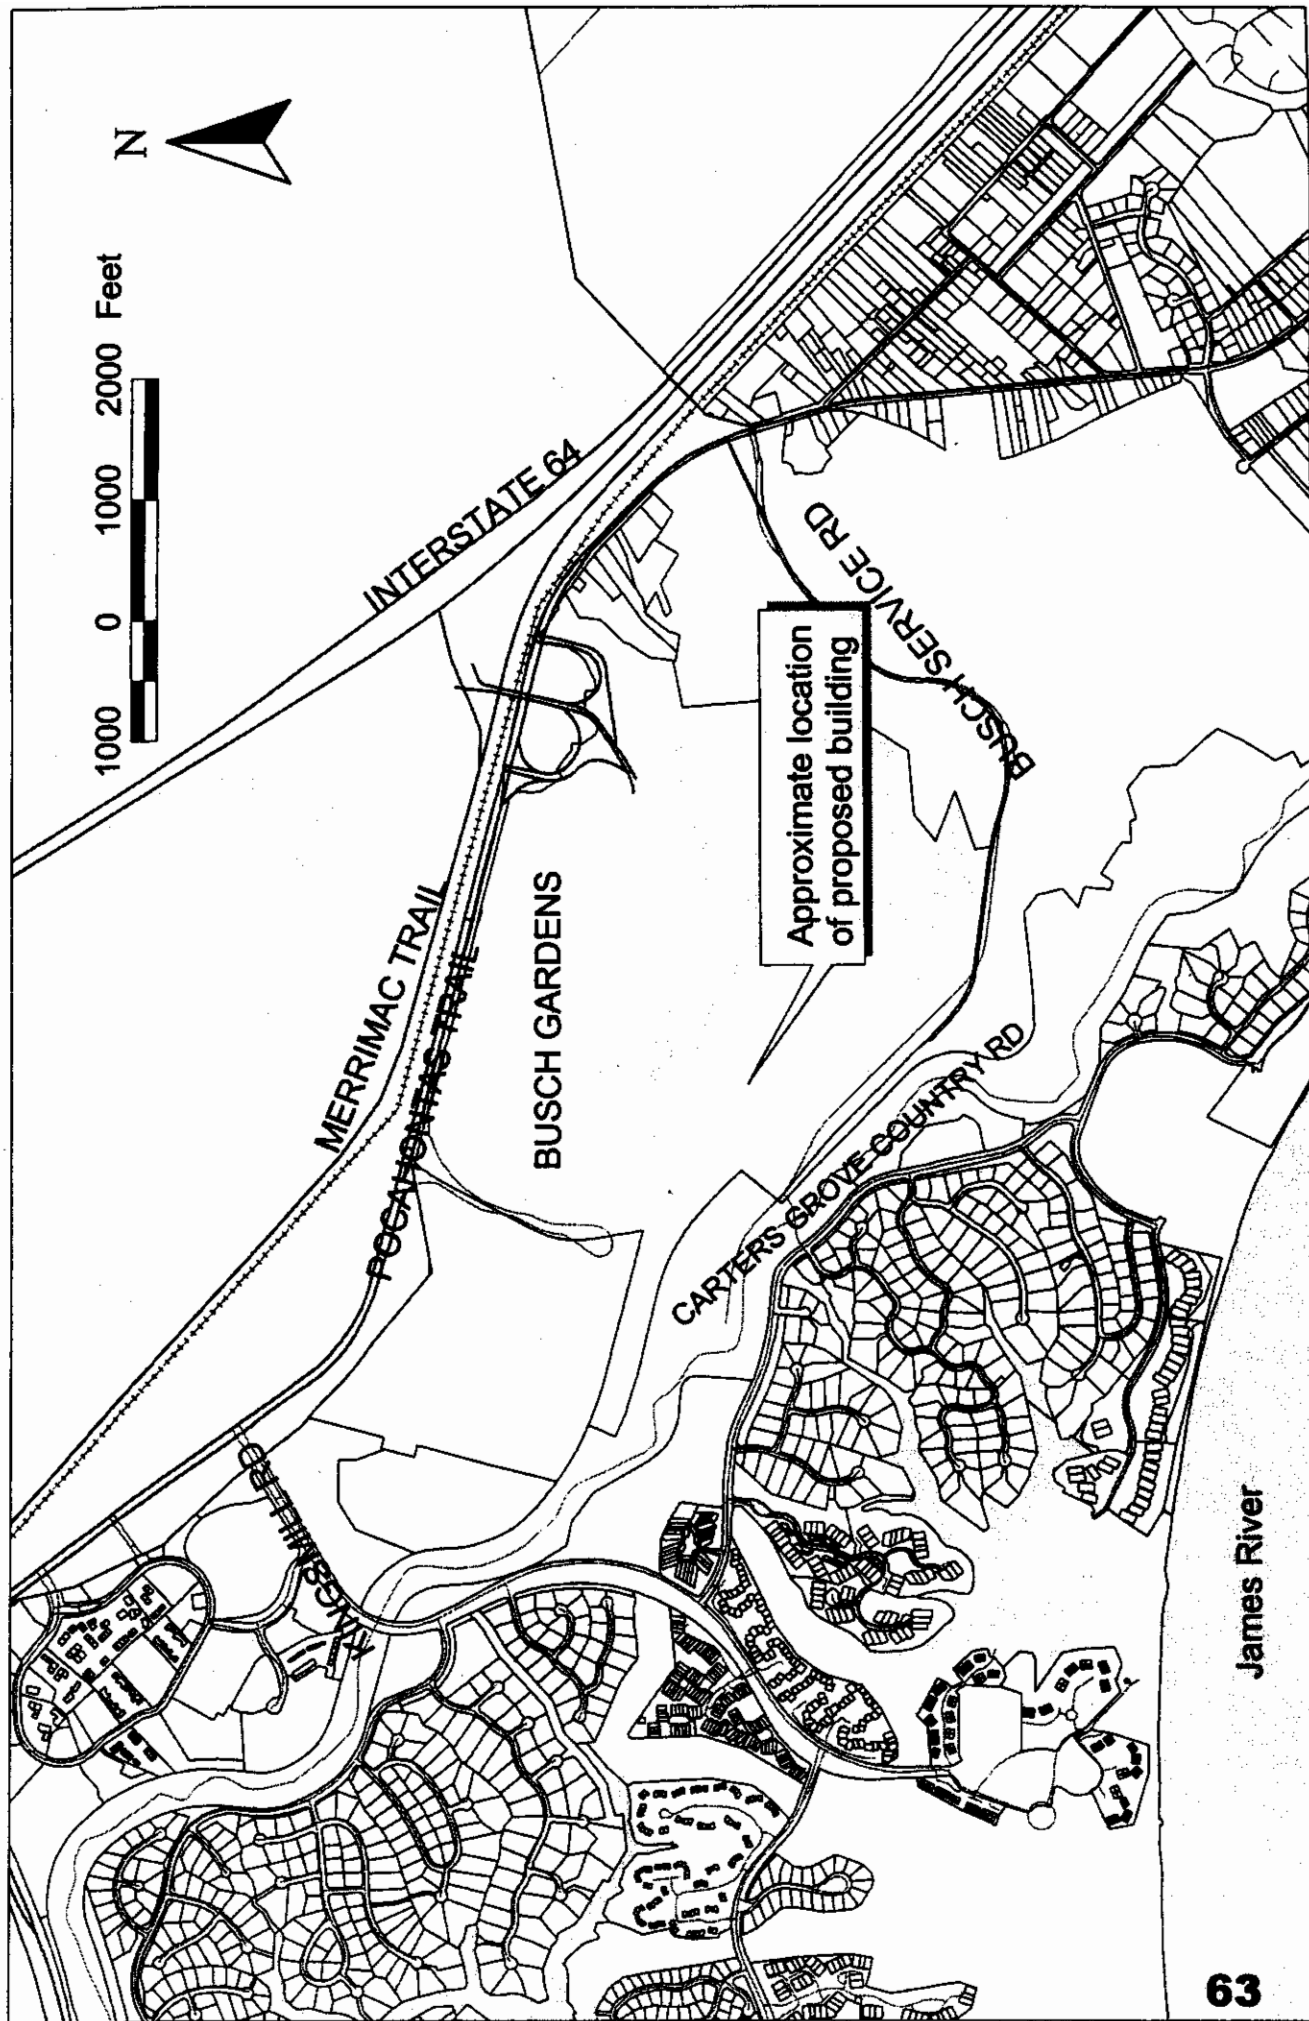 N
1000 0 1000 2000 Feet
INTERSTATE 64
MERRIMAC TRAIL
POCAHONTAS TRAIL
BUSCH GARDENS
KINGSMILL RD
Approximate location
of proposed building
BUSCH SERVICE RD
CARTERS GROVE COUNTRY RD
James River
63